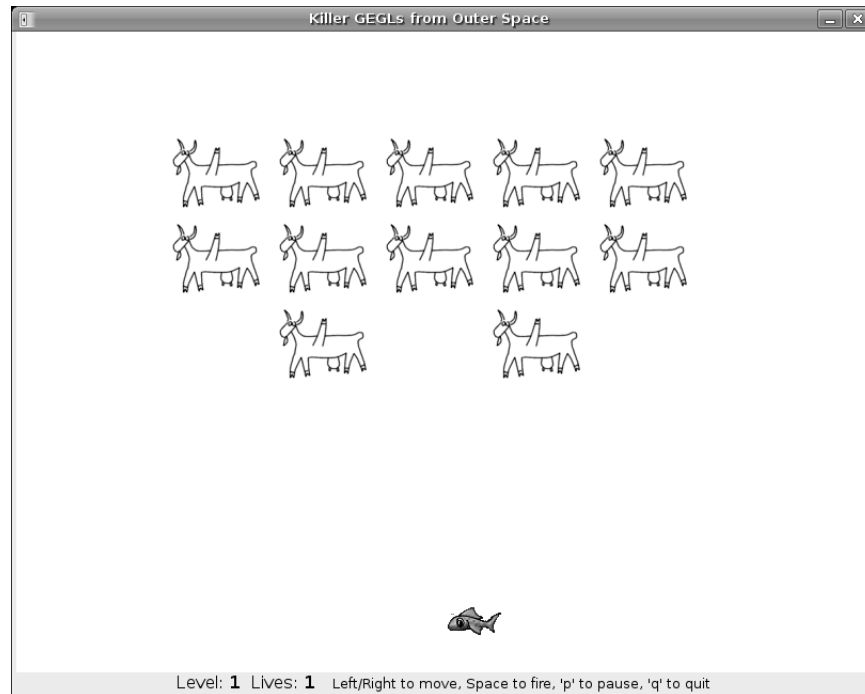 Killer GEGLs from Outer Space
Level: 1 Lives: 1 Left/Right to move, Space to fire, 'p' to pause, 'q' to quit